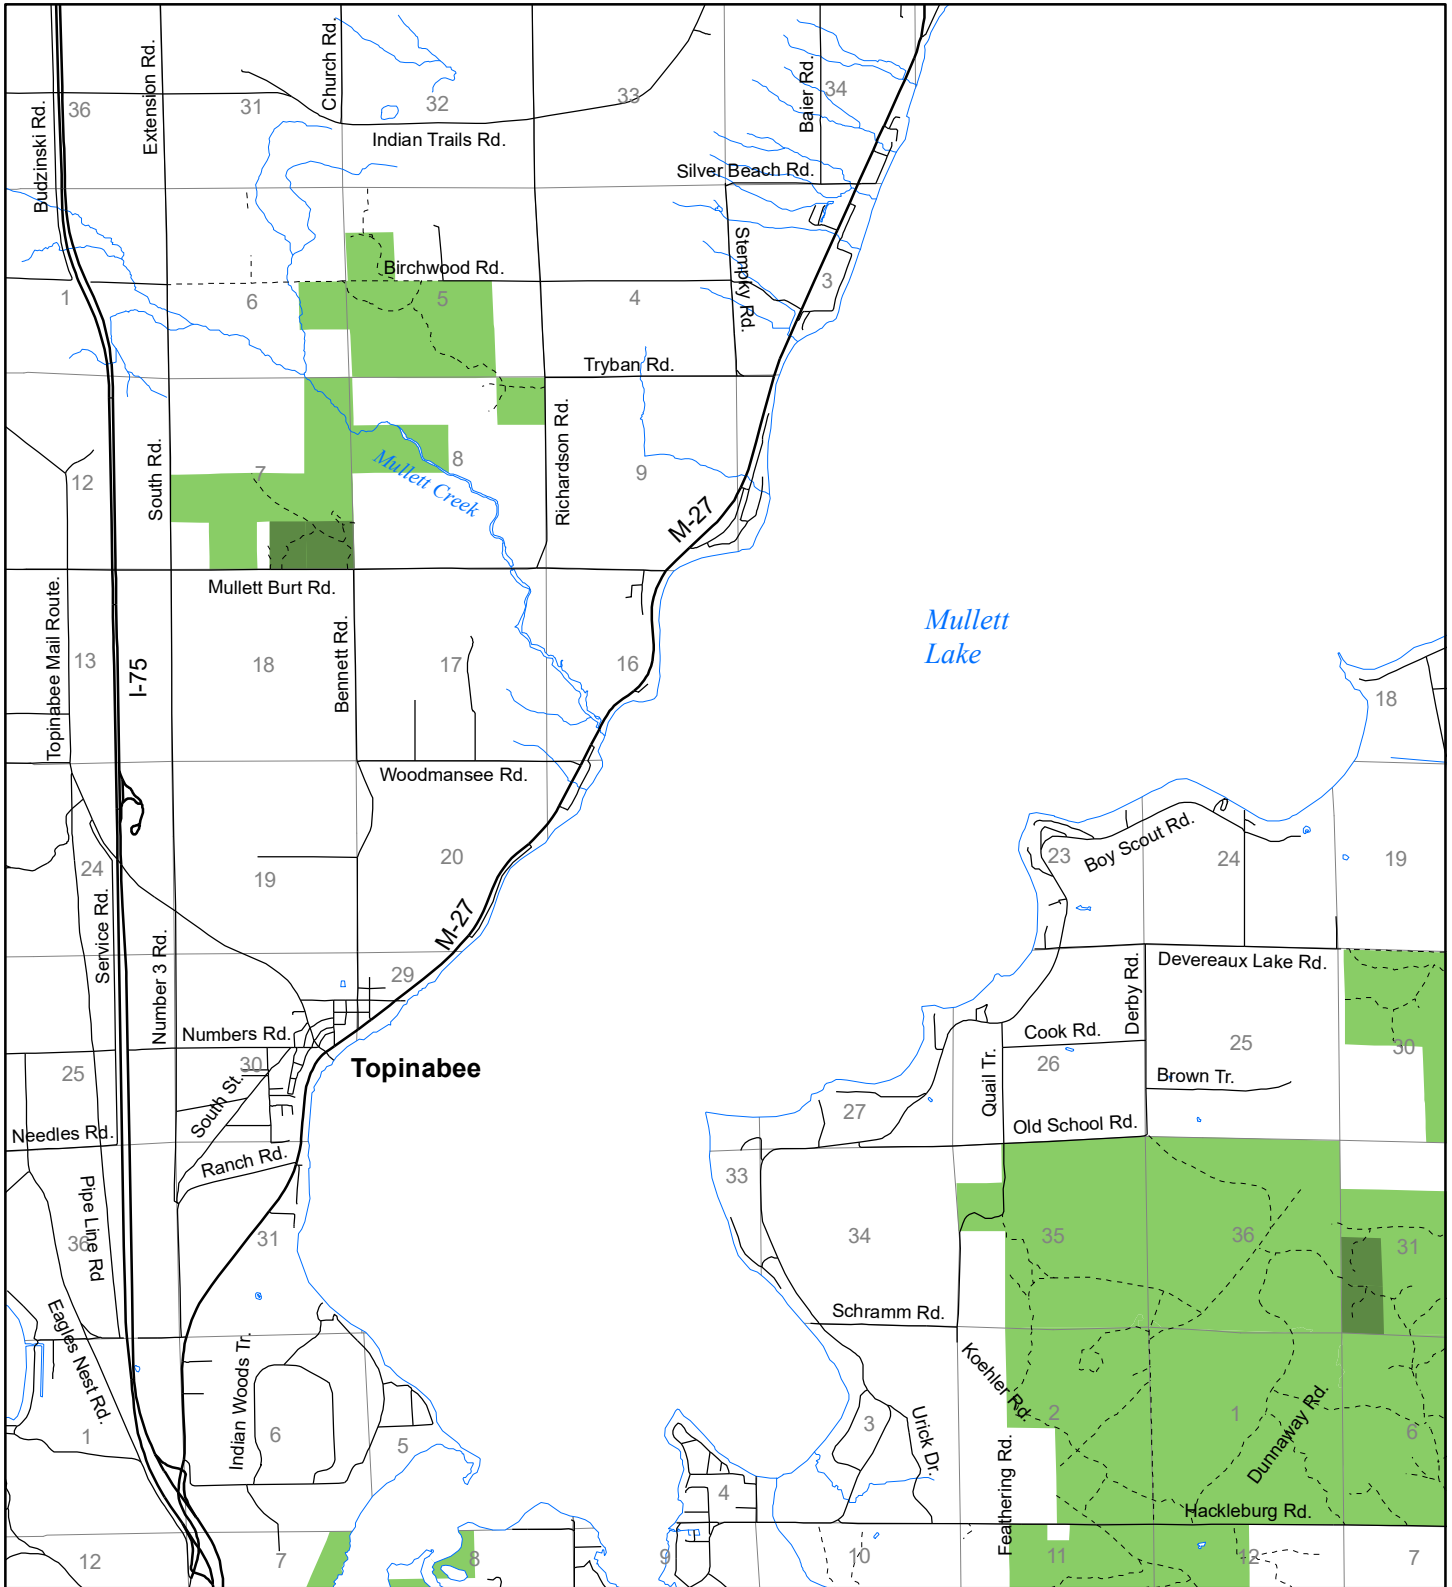 Budzinski Rd.
36
Extension Rd.
31
Church Rd.
32
Indian Trails Rd.
33
Baier Rd.
34
Silver Beach Rd.
Stempky Rd.
3
Birchwood Rd.
1
6
5
4
Tryban Rd.
12
South Rd.
7
Mullett Creek
8
Richardson Rd.
9
M-27
Mullett Burt Rd.
Topinabee Mail Route.
13
I-75
18
Bennett Rd.
17
16
Mullett
Lake
18
Woodmansee Rd.
24
Service Rd.
Number 3 Rd.
19
20
M-27
29
23
Boy Scout Rd.
24
19
Devereaux Lake Rd.
Derby Rd.
Numbers Rd.
Topinabee
25
30
South St.
Needles Rd.
Ranch Rd.
Cook Rd.
26
25
30
Brown Tr.
Quail Tr.
27
Old School Rd.
Pipe Line Rd
36
31
33
34
35
36
31
Schramm Rd.
Eagles Nest Rd.
Indian Woods Tr.
1
6
5
Koehler Rd.
3
Urick Dr.
2
1
Dunnaway Rd.
6
4
Feathering Rd.
Hackleburg Rd.
12
7
8
9
10
11
12
7